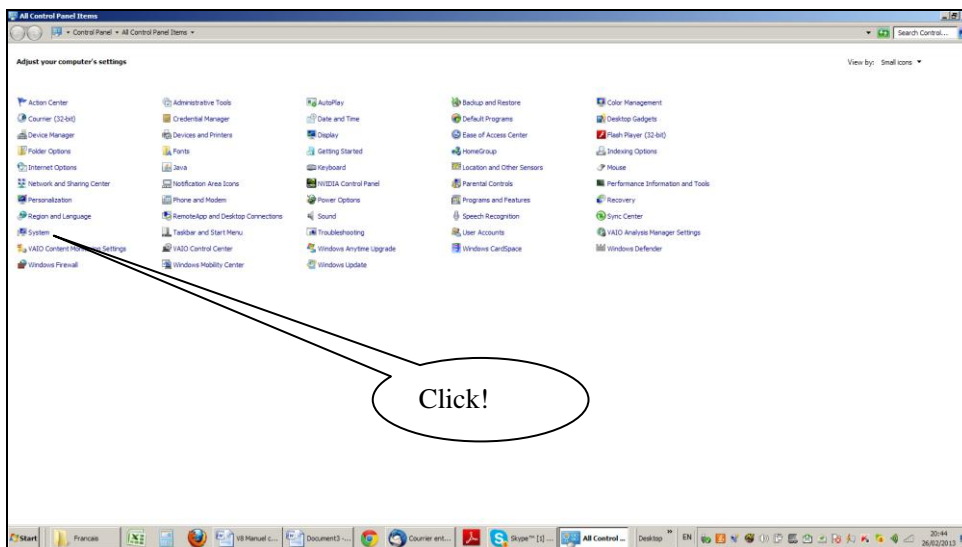 All Control Panel Items
Control Panel All Control Panel Items Search Control...
Adjust your computer's settings View by: Small icons
Action Center Administrative Tools AutoPlay Backup and Restore Color Management
Courrier (32-bit) Credential Manager Date and Time Default Programs Desktop Gadgets
Device Manager Devices and Printers Display Ease of Access Center Flash Player (32-bit)
Folder Options Fonts Getting Started HomeGroup Indexing Options
Internet Options Java Keyboard Location and Other Sensors Mouse
Network and Sharing Center Notification Area Icons NVIDIA Control Panel Parental Controls Performance Information and Tools
Personalization Phone and Modem Power Options Programs and Features Recovery
Region and Language RemoteApp and Desktop Connections Sound Speech Recognition Sync Center
System Taskbar and Start Menu Troubleshooting User Accounts VAIO Analysis Manager Settings
VAIO Content Settings VAIO Control Center Windows Anytime Upgrade Windows CardSpace Windows Defender
Windows Firewall Windows Mobility Center Windows Update
Click!
Start Francais V8 Manuel c... Document3 -... Courrier ent... Skype™ [1] ... All Control ... Desktop EN 20:44
26/02/2013